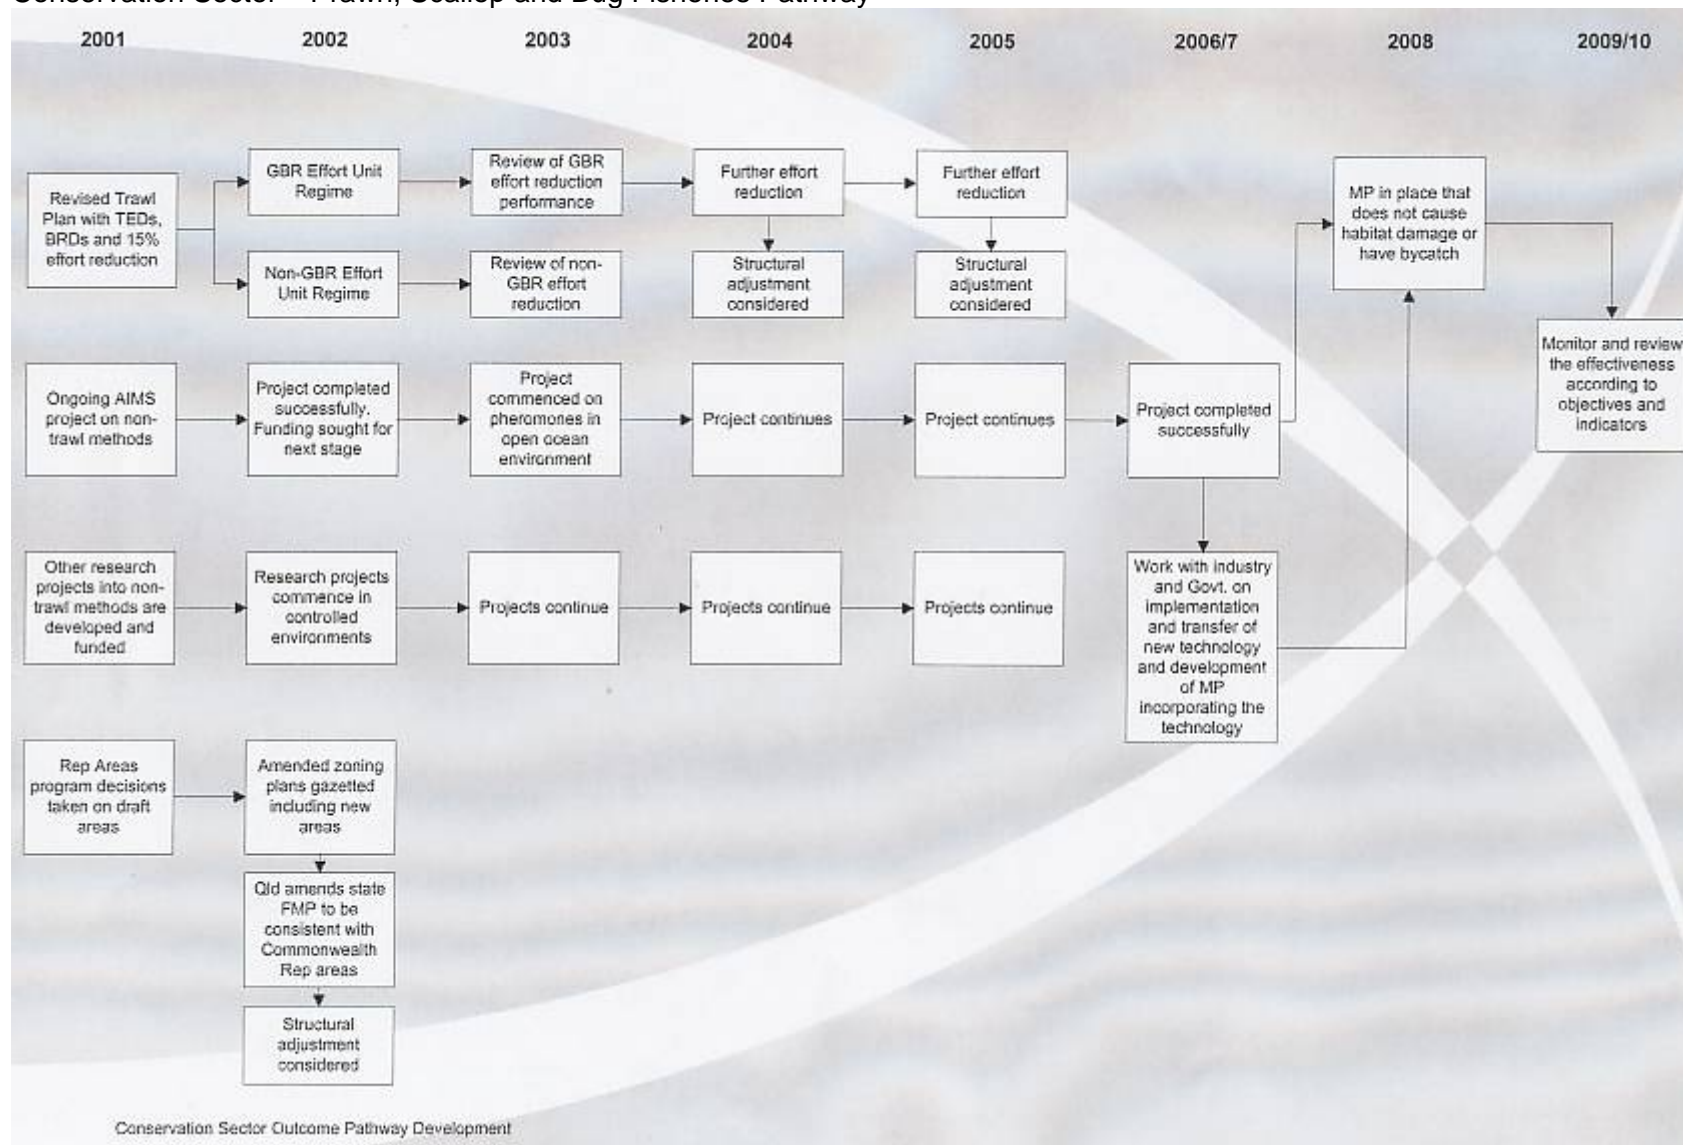 Conservation Sector – Prawn, Scallop and Bug Fisheries Pathway
2001 2002 2003 2004 2005 2006/7 2008 2009/10
Revised Trawl
Plan with TEDs,
BRDs and 15%
effort reduction
GBR Effort Unit
Regime
Review of GBR
effort reduction
performance
Further effort
reduction
Further effort
reduction
MP in place that
does not cause
habitat damage or
have bycatch
Non-GBR Effort
Unit Regime
Review of non-
GBR effort
reduction
Structural
adjustment
considered
Structural
adjustment
considered
Monitor and review
the effectiveness
according to
objectives and
indicators
Ongoing AIMS
project on non-
trawl methods
Project completed
successfully.
Funding sought for
next stage
Project
commenced on
pheromones in
open ocean
environment
Project continues
Project continues
Project completed
successfully
Other research
projects into non-
trawl methods are
developed and
funded
Research projects
commence in
controlled
environments
Projects continue
Projects continue
Projects continue
Work with industry
and Govt. on
implementation
and transfer of
new technology
and development
of MP
incorporating the
technology
Rep Areas
program decisions
taken on draft
areas
Amended zoning
plans gazetted
including new
areas
Qld amends state
FMP to be
consistent with
Commonwealth
Rep areas
Structural
adjustment
considered
Conservation Sector Outcome Pathway Development